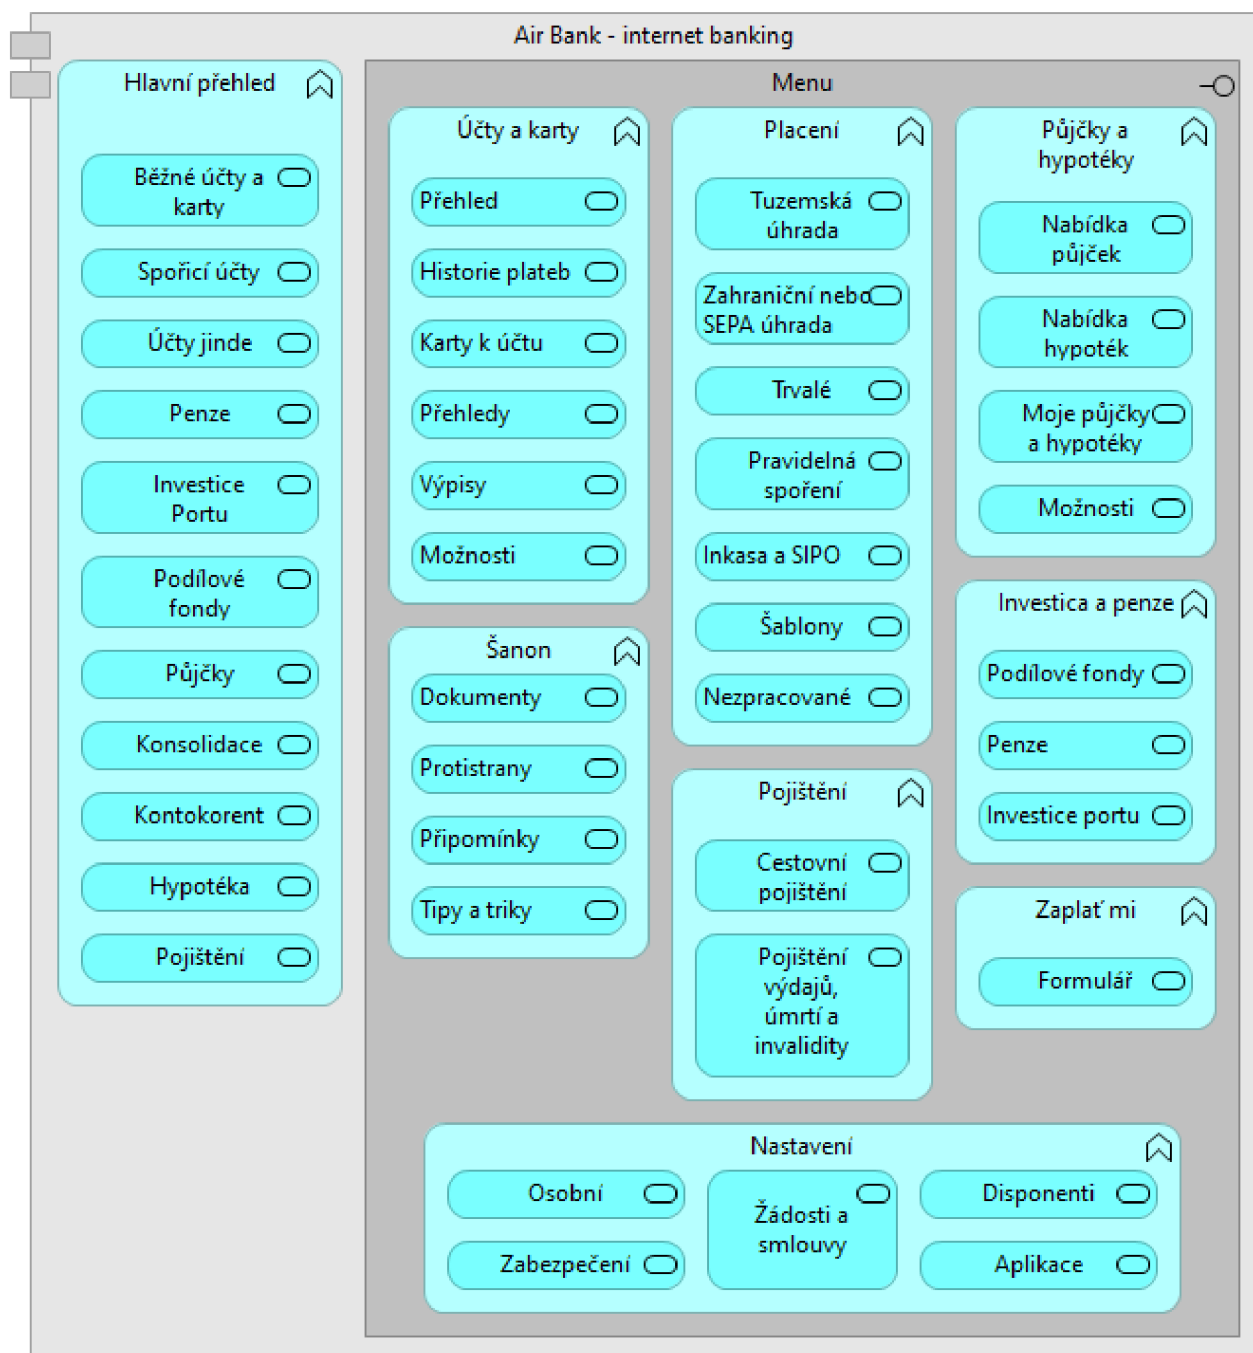 Air Bank - internet banking
Hlavní přehled
Běžné účty a
karty
Spořicí účty
Účty jinde
Penze
Investice
Portu
Podílové
fondy
Půjčky
Konsolidace
Kontokorent
Hypotéka
Pojištění
Menu
Účty a karty
Přehled
Historie plateb
Karty k účtu
Přehledy
Výpisy
Možnosti
Šanon
Dokumenty
Protistrany
Připomínky
Tipy a triky
Placení
Tuzemská
úhrada
Zahraniční nebo
SEPA úhrada
Trvalé
Pravidelná
spoření
Inkasa a SIPO
Šablony
Nezpracované
Pojištění
Cestovní
pojištění
Pojištění
výdajů,
úmrtí a
invalidity
Půjčky a
hypotéky
Nabídka
půjček
Nabídka
hypoték
Moje půjčky
a hypotéky
Možnosti
Investica a penze
Podílové fondy
Penze
Investice portu
Zaplať mi
Formulář
Nastavení
Osobní
Zabezpečení
Žádosti a
smlouvy
Disponenti
Aplikace